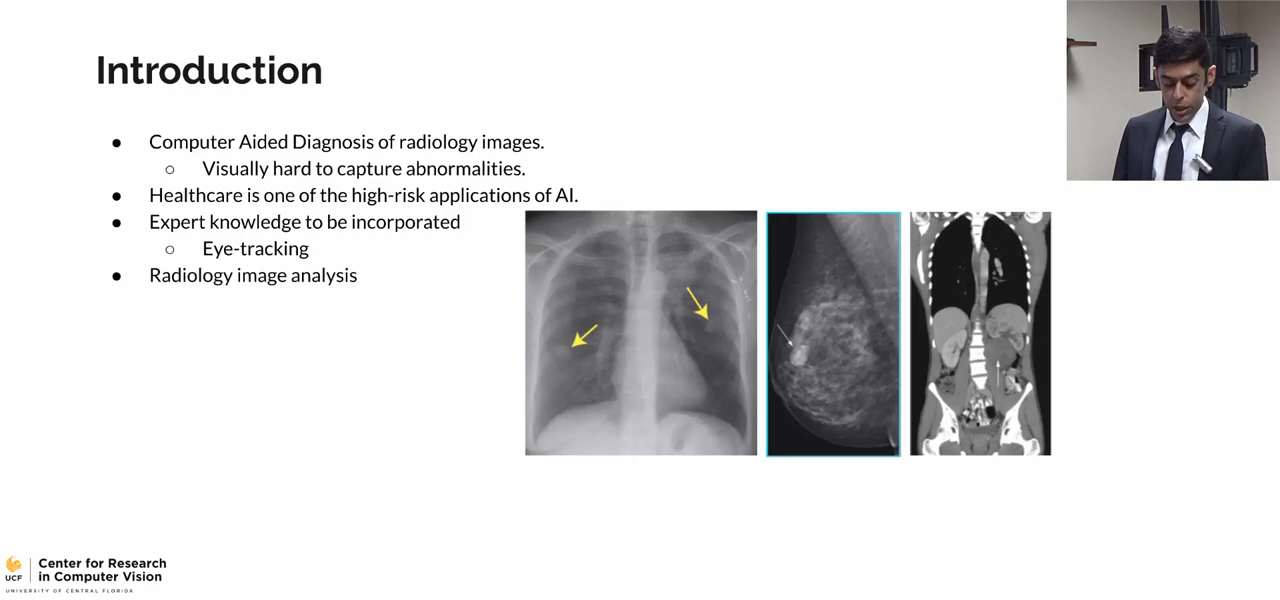 Introduction
● Computer Aided Diagnosis of radiology images.
○ Visually hard to capture abnormalities.
● Healthcare is one of the high-risk applications of AI.
● Expert knowledge to be incorporated
○ Eye-tracking
● Radiology image analysis
UCF
Center for Research
in Computer Vision
UNIVERSITY OF CENTRAL FLORIDA